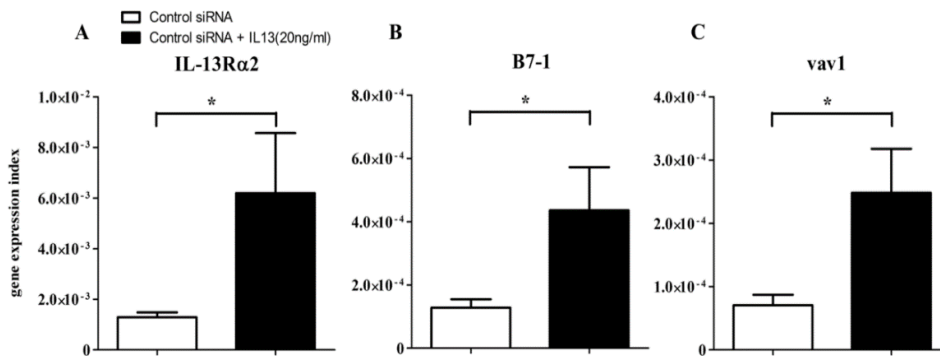 Control siRNA
Control siRNA + IL13(20ng/ml)
A
IL-13Rα2
gene expression index
1.0×10⁻²
8.0×10⁻³
6.0×10⁻³
4.0×10⁻³
2.0×10⁻³
0
*
B
B7-1
8.0×10⁻⁴
6.0×10⁻⁴
4.0×10⁻⁴
2.0×10⁻⁴
0
*
C
vav1
4.0×10⁻⁴
3.0×10⁻⁴
2.0×10⁻⁴
1.0×10⁻⁴
0
*